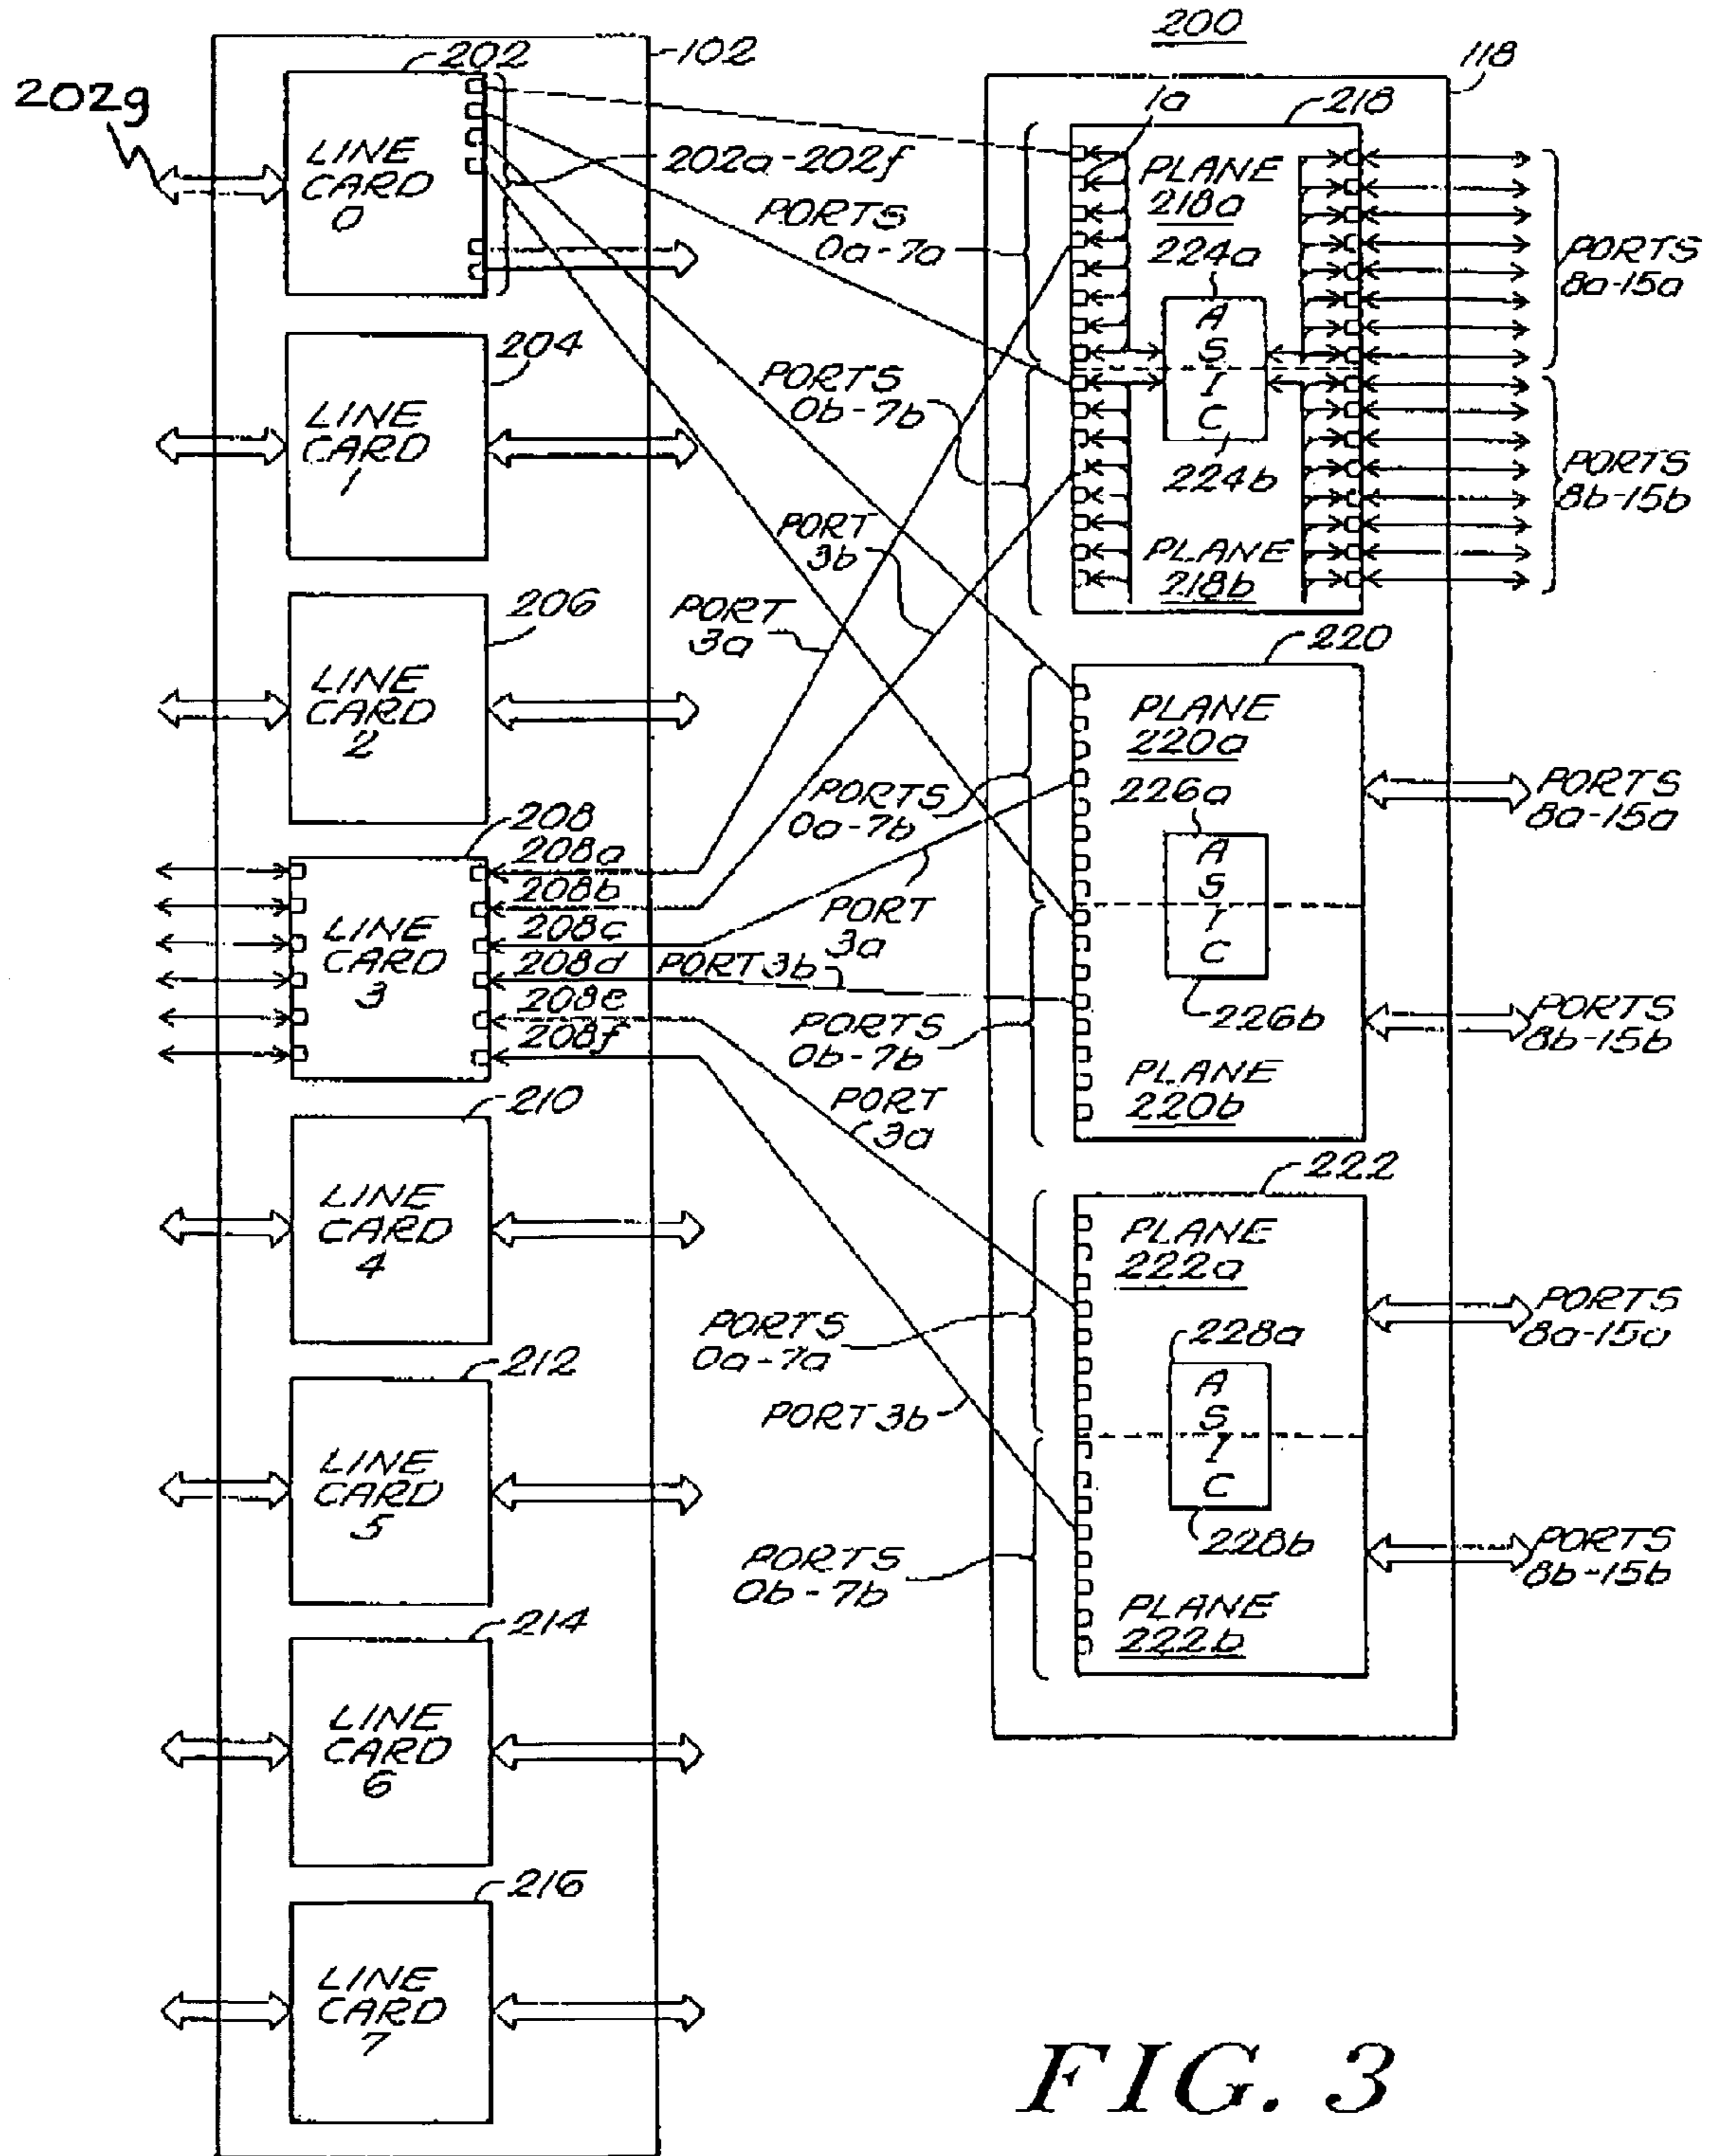 200
202
102
118
202g
218
1a
LINE
CARD
0
202a-202f
PLANE
218a
PORTS
0a-7a
224a
PORTS
8a-15a
A
S
I
C
204
PORTS
0b-7b
LINE
CARD
1
224b
PORTS
8b-15b
PORT
3b
PLANE
218b
206
PORT
3a
220
LINE
CARD
2
PLANE
220a
PORTS
0a-7b
226a
PORTS
8a-15a
208
208a
208b
208c
208d
208e
208f
LINE
CARD
3
A
S
I
C
PORT
3a
PORT 3b
226b
PORTS
0b-7b
PORTS
8b-15b
PLANE
220b
210
PORT
3a
222
LINE
CARD
4
PLANE
222a
PORTS
0a-7a
228a
PORTS
8a-15a
212
A
S
I
C
PORT 3b
LINE
CARD
5
228b
PORTS
0b-7b
PORTS
8b-15b
PLANE
222b
214
LINE
CARD
6
216
LINE
CARD
7
FIG. 3